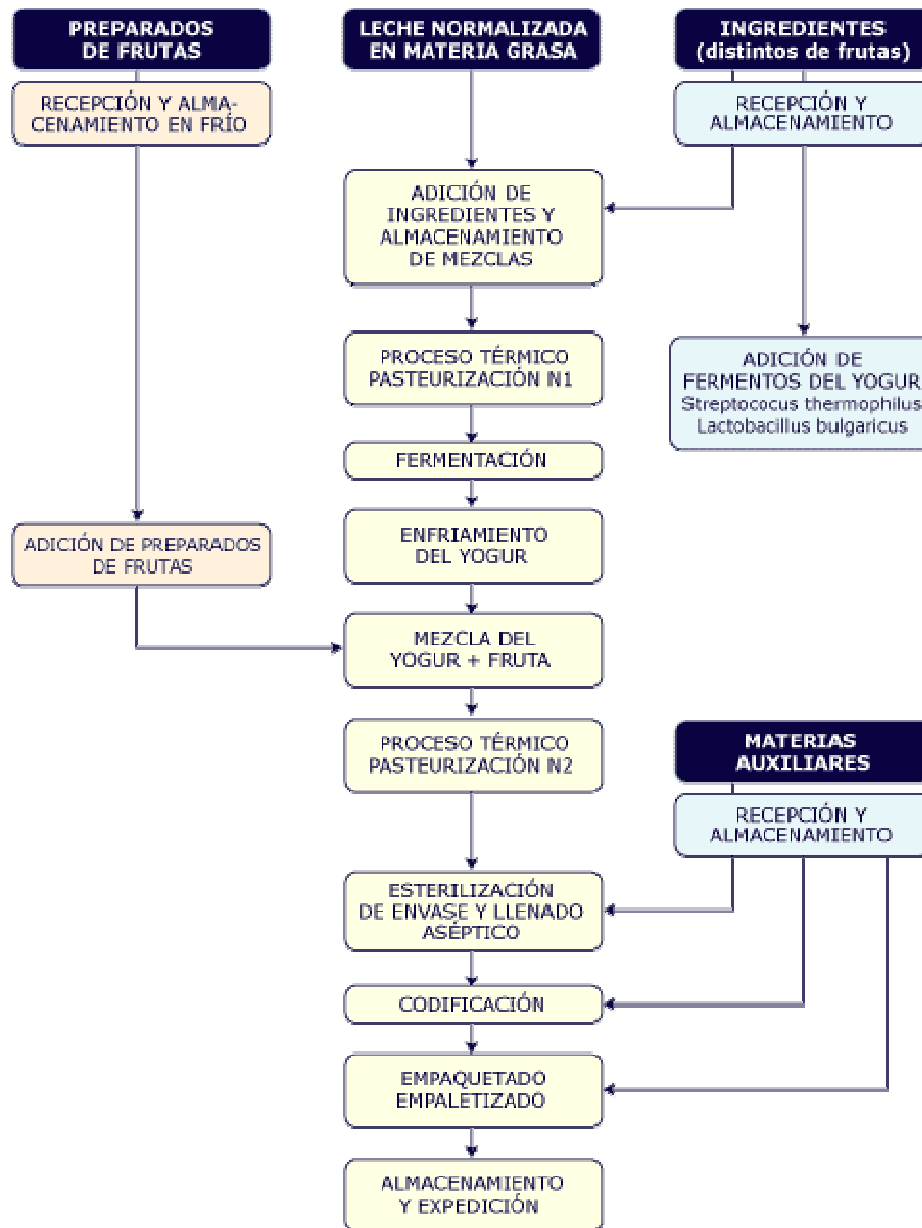 PREPARADOS
DE FRUTAS
RECEPCIÓN Y ALMA-
CENAMIENTO EN FRÍO
ADICIÓN DE PREPARADOS
DE FRUTAS
LECHE NORMALIZADA
EN MATERIA GRASA
ADICIÓN DE
INGREDIENTES Y
ALMACENAMIENTO
DE MEZCLAS
PROCESO TÉRMICO
PASTEURIZACIÓN N1
FERMENTACIÓN
ENFRIAMIENTO
DEL YOGUR
MEZCLA DEL
YOGUR + FRUTA
PROCESO TÉRMICO
PASTEURIZACIÓN N2
ESTERILIZACIÓN
DE ENVASE Y LLENADO
ASÉPTICO
CODIFICACIÓN
EMPAQUETADO
EMPALETIZADO
ALMACENAMIENTO
Y EXPEDICIÓN
INGREDIENTES
(distintos de frutas)
RECEPCIÓN Y
ALMACENAMIENTO
ADICIÓN DE
FERMENTOS DEL YOGUR
Streptococus thermophilus
Lactobacillus bulgaricus
MATERIAS
AUXILIARES
RECEPCIÓN Y
ALMACENAMIENTO